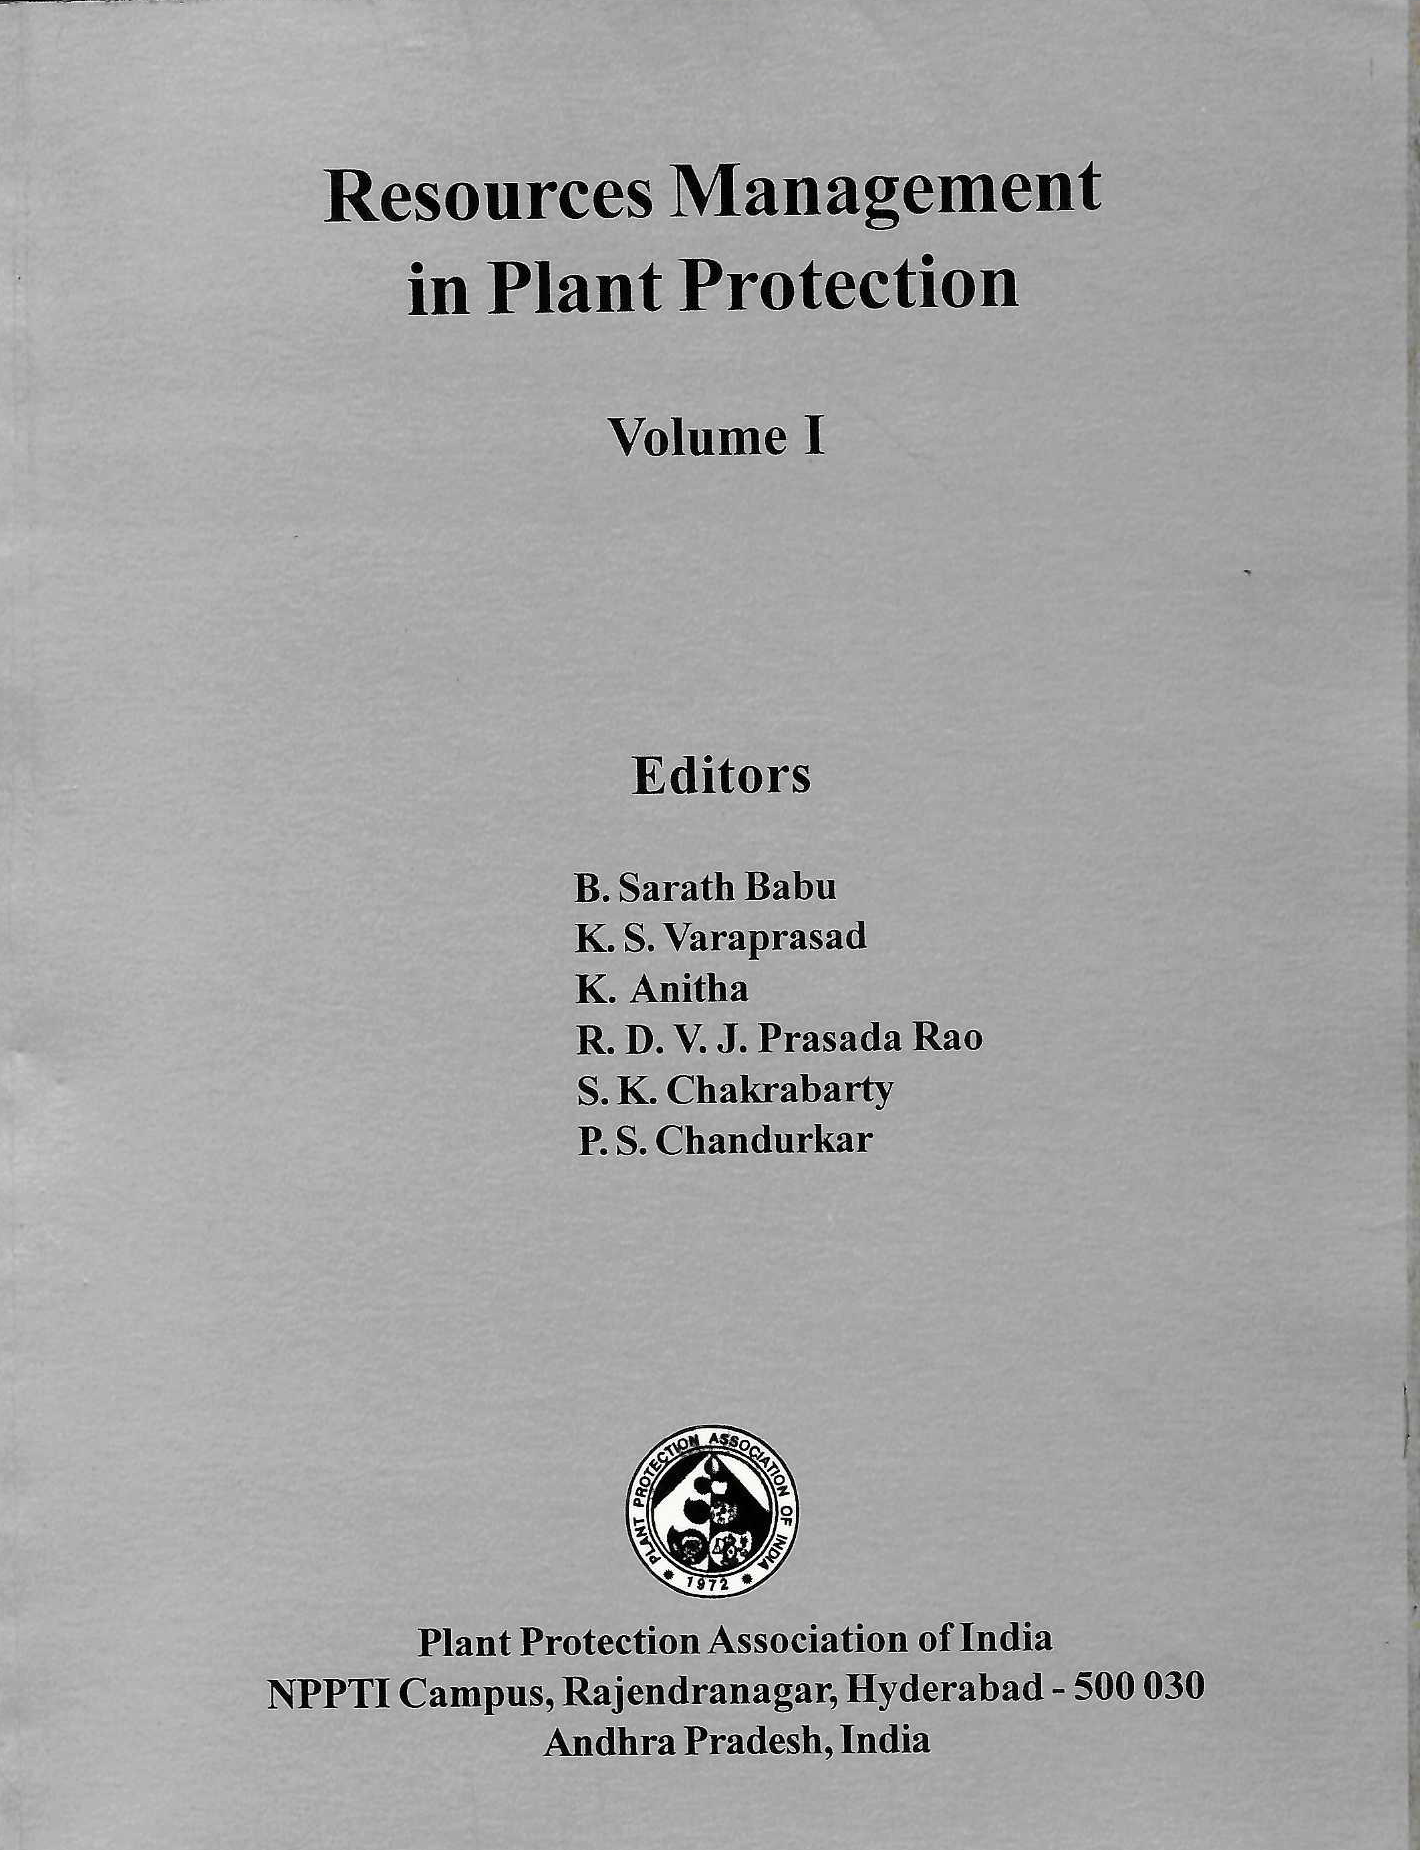 Resources Management
in Plant Protection
Volume I
Editors
B. Sarath Babu
K. S. Varaprasad
K. Anitha
R. D. V. J. Prasada Rao
S. K. Chakrabarty
P. S. Chandurkar
PLANT PROTECTION ASSOCIATION OF INDIA
1972
Plant Protection Association of India
NPPTI Campus, Rajendranagar, Hyderabad - 500 030
Andhra Pradesh, India